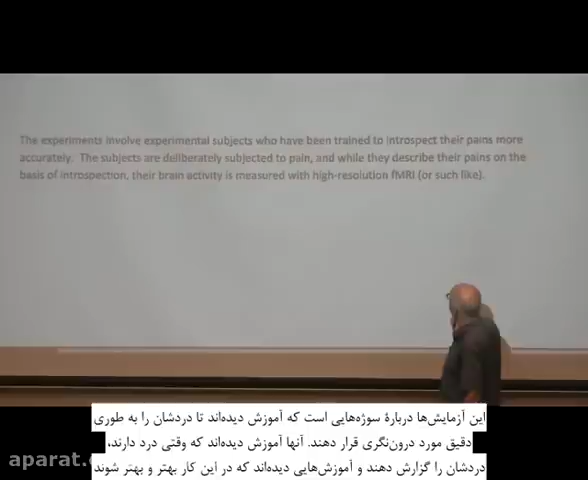 The experiments involve experimental subjects who have been trained to introspect their pains more
accurately. The subjects are deliberately subjected to pain, and while they describe their pains on the
basis of introspection, their brain activity is measured with high-resolution fMRI (or such like).
این آزمایش‌ها دربارهٔ سوژه‌هایی است که آموزش دیده‌اند تا دردشان را به طوری
دقیق مورد درون‌نگری قرار دهند. آنها آموزش دیده‌اند که وقتی درد دارند،
دردشان را گزارش دهند و آموزش‌هایی دیده‌اند که در این کار بهتر و بهتر شوند
aparat.